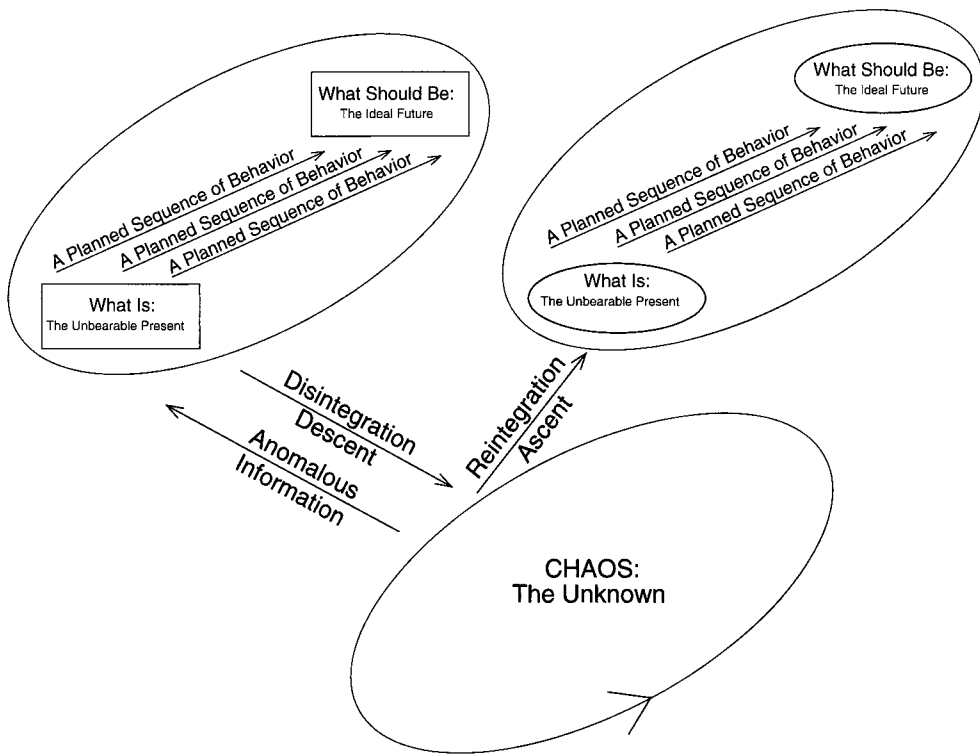 What Should Be:
The Ideal Future
A Planned Sequence of Behavior
A Planned Sequence of Behavior
A Planned Sequence of Behavior
What Is:
The Unbearable Present
What Should Be:
The Ideal Future
A Planned Sequence of Behavior
A Planned Sequence of Behavior
A Planned Sequence of Behavior
What Is:
The Unbearable Present
Disintegration
Descent
Anomalous
Information
Reintegration
Ascent
CHAOS:
The Unknown